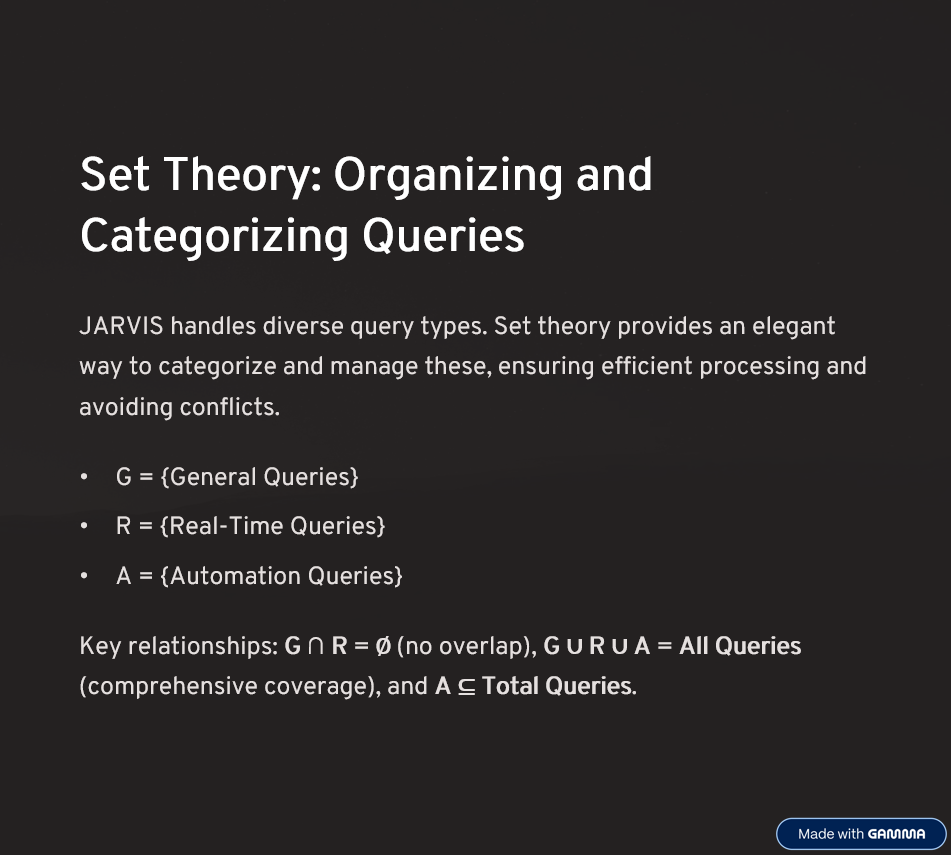 Set Theory: Organizing and
Categorizing Queries
JARVIS handles diverse query types. Set theory provides an elegant
way to categorize and manage these, ensuring efficient processing and
avoiding conflicts.
• G = {General Queries}
• R = {Real-Time Queries}
• A = {Automation Queries}
Key relationships: G ∩ R = Ø (no overlap), G ∪ R ∪ A = All Queries
(comprehensive coverage), and A ⊆ Total Queries.
Made with GAMMA